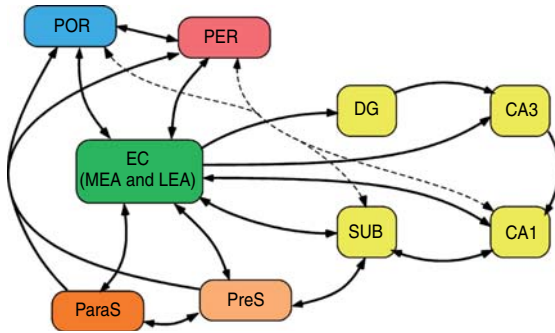 POR
PER
DG
CA3
EC
(MEA and LEA)
SUB
CA1
ParaS
PreS